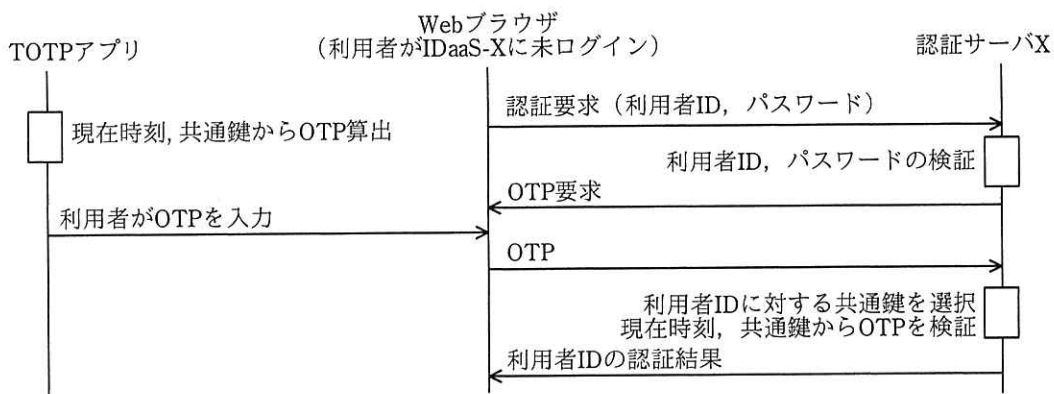 Webブラウザ
TOTPアプリ
（利用者がIDaaS-Xに未ログイン）
認証サーバX
認証要求（利用者ID，パスワード）
現在時刻, 共通鍵からOTP算出
利用者ID，パスワードの検証
OTP要求
利用者がOTPを入力
OTP
利用者IDに対する共通鍵を選択
現在時刻，共通鍵からOTPを検証
利用者IDの認証結果